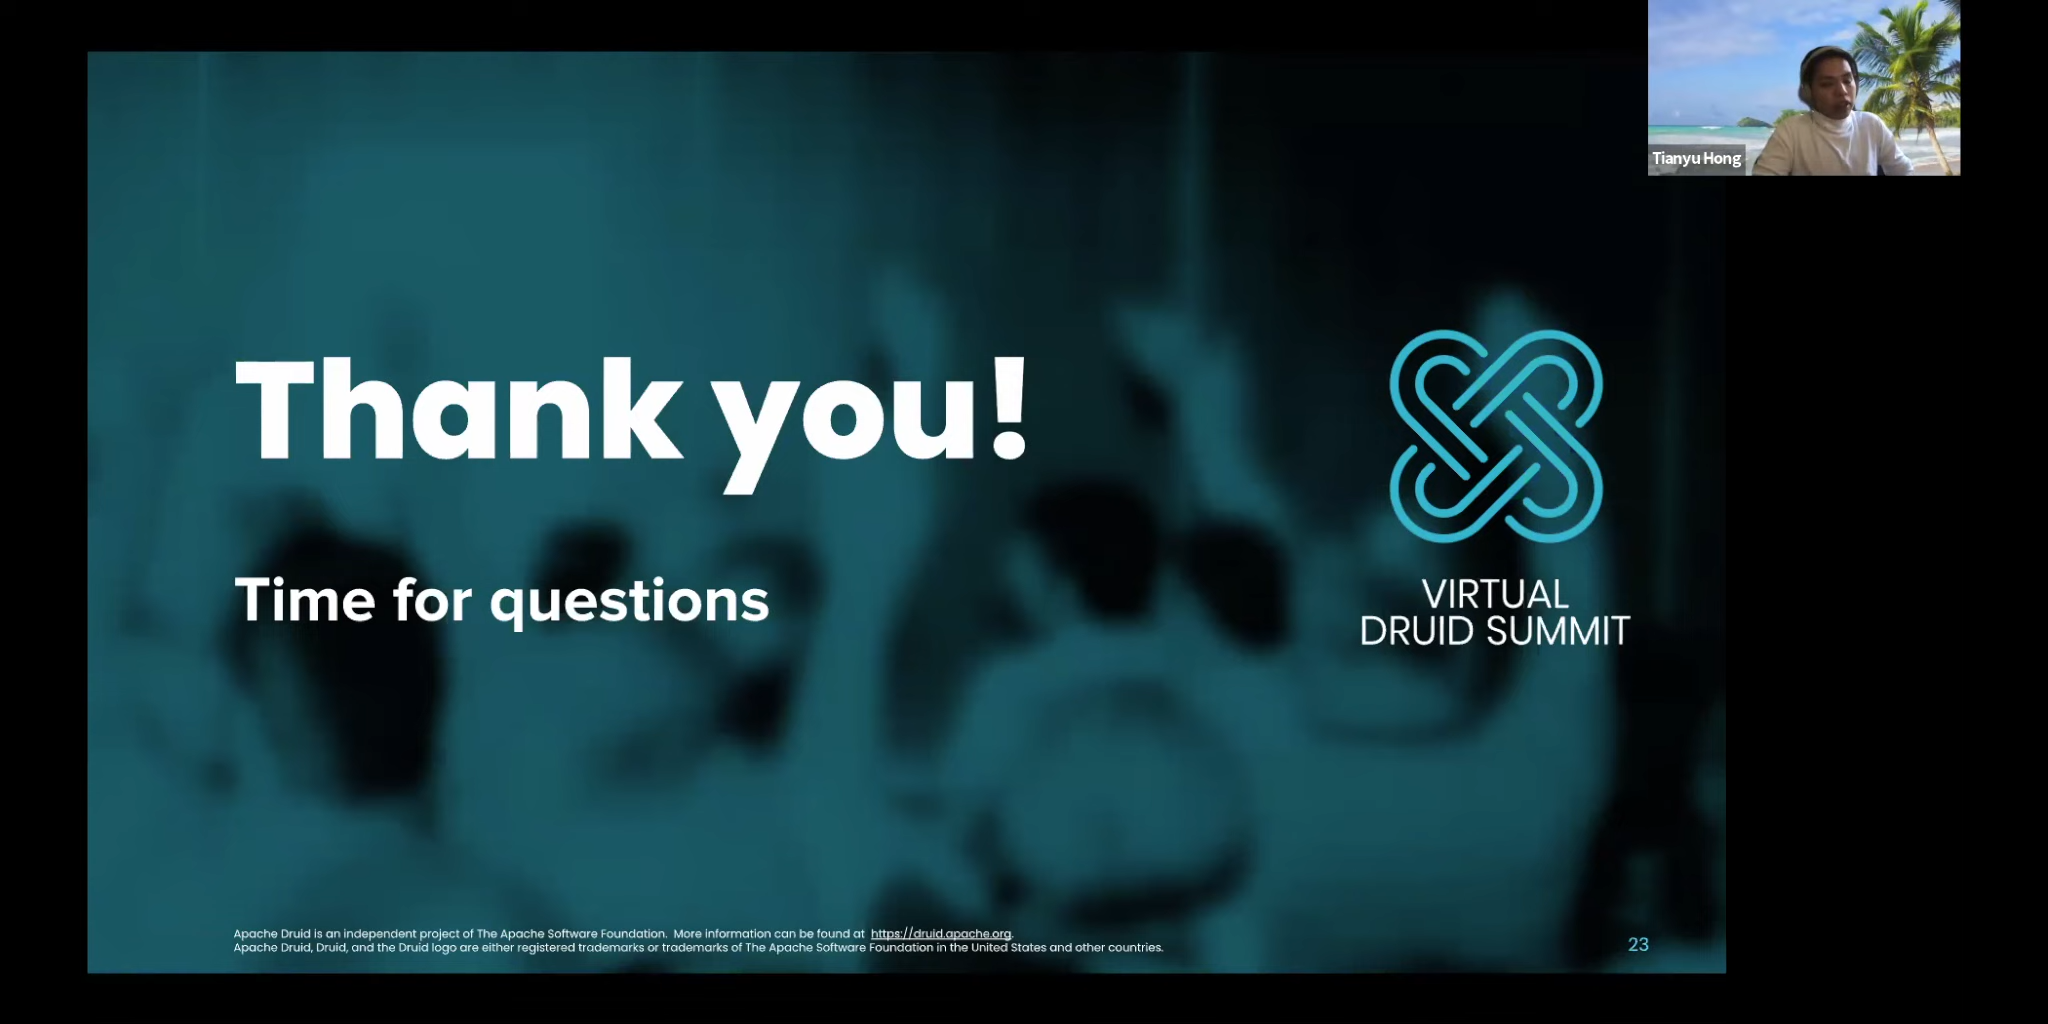 Tianyu Hong
Thank you!
Time for questions
VIRTUAL
DRUID SUMMIT
Apache Druid is an independent project of The Apache Software Foundation. More information can be found at https://druid.apache.org.
Apache Druid, Druid, and the Druid logo are either registered trademarks or trademarks of The Apache Software Foundation in the United States and other countries.
23